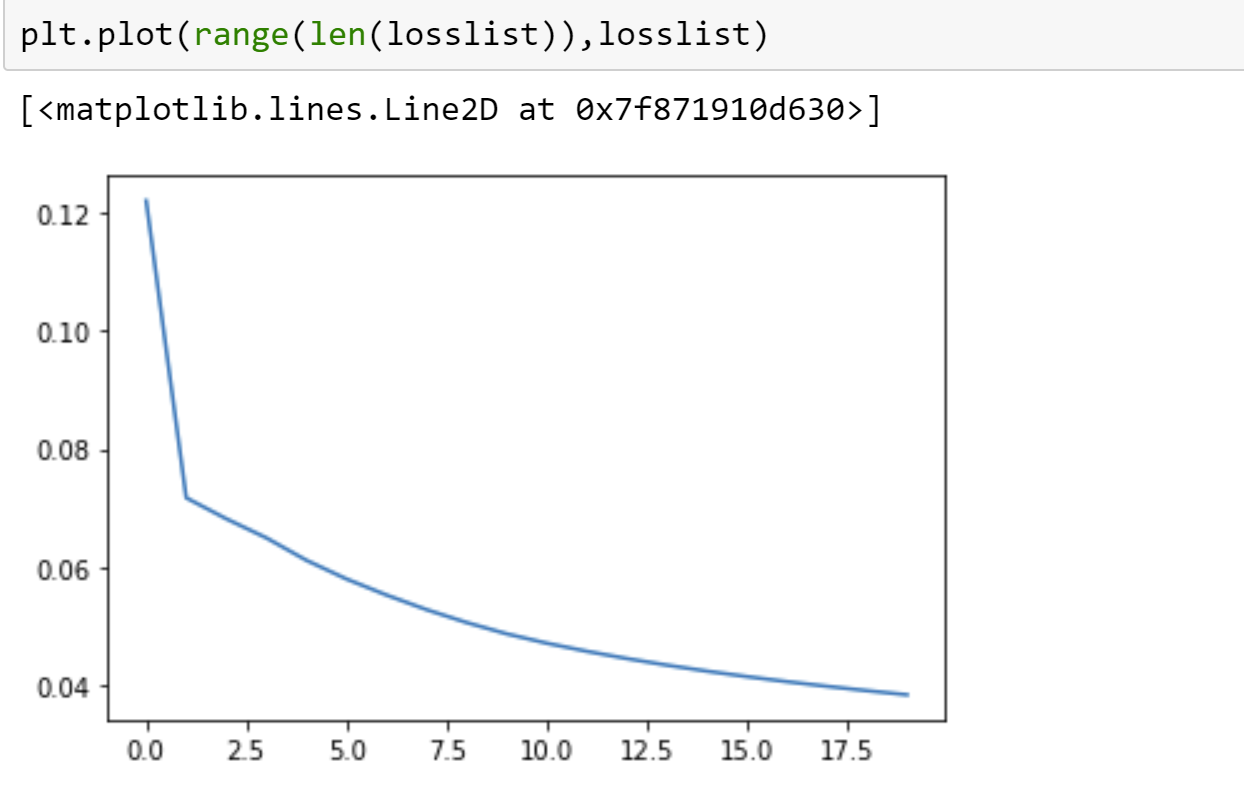 plt.plot(range(len(losslist)),losslist)
[<matplotlib.lines.Line2D at 0x7f871910d630>]
0.12
0.10
0.08
0.06
0.04
0.0 2.5 5.0 7.5 10.0 12.5 15.0 17.5